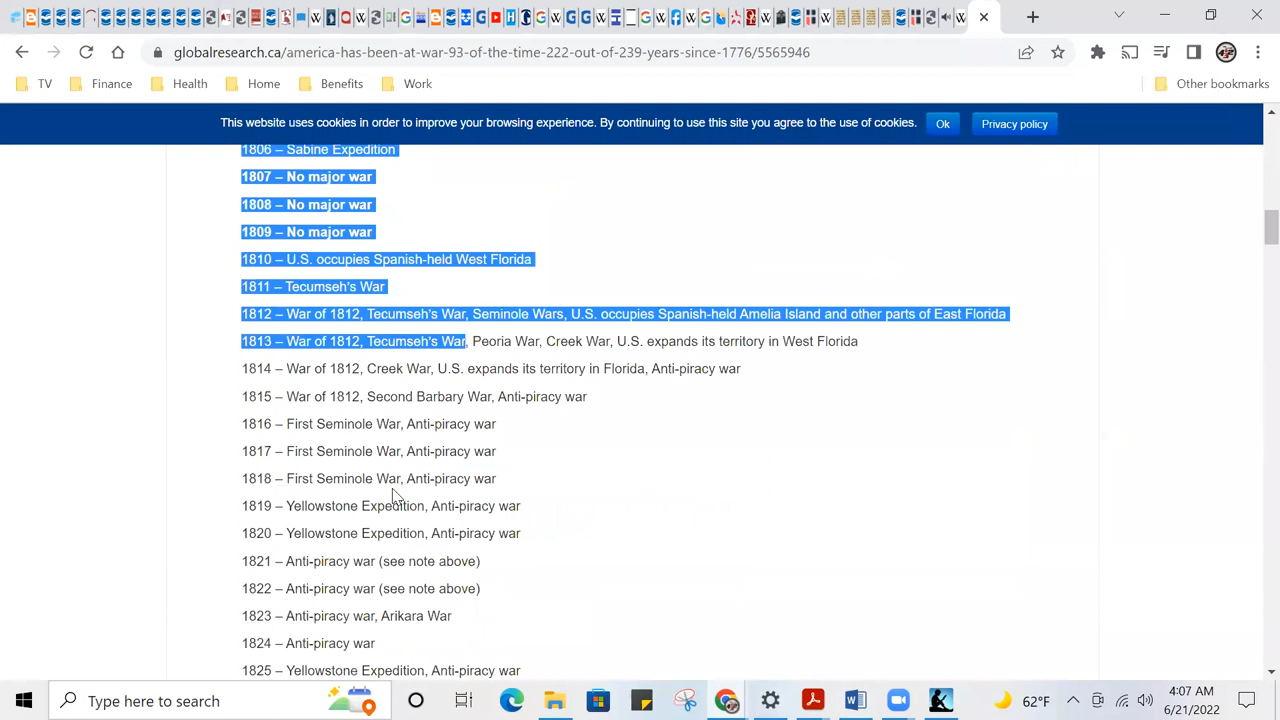 globalresearch.ca/america-has-been-at-war-93-of-the-time-222-out-of-239-years-since-1776/5565946
TV Finance Health Home Benefits Work Other bookmarks
This website uses cookies in order to improve your browsing experience. By continuing to use this site you agree to the use of cookies. Ok Privacy policy
1806 – Sabine Expedition
1807 – No major war
1808 – No major war
1809 – No major war
1810 – U.S. occupies Spanish-held West Florida
1811 – Tecumseh's War
1812 – War of 1812, Tecumseh's War, Seminole Wars, U.S. occupies Spanish-held Amelia Island and other parts of East Florida
1813 – War of 1812, Tecumseh's War, Peoria War, Creek War, U.S. expands its territory in West Florida
1814 – War of 1812, Creek War, U.S. expands its territory in Florida, Anti-piracy war
1815 – War of 1812, Second Barbary War, Anti-piracy war
1816 – First Seminole War, Anti-piracy war
1817 – First Seminole War, Anti-piracy war
1818 – First Seminole War, Anti-piracy war
1819 – Yellowstone Expedition, Anti-piracy war
1820 – Yellowstone Expedition, Anti-piracy war
1821 – Anti-piracy war (see note above)
1822 – Anti-piracy war (see note above)
1823 – Anti-piracy war, Arikara War
1824 – Anti-piracy war
1825 – Yellowstone Expedition, Anti-piracy war
Type here to search
62°F
4:07 AM
6/21/2022